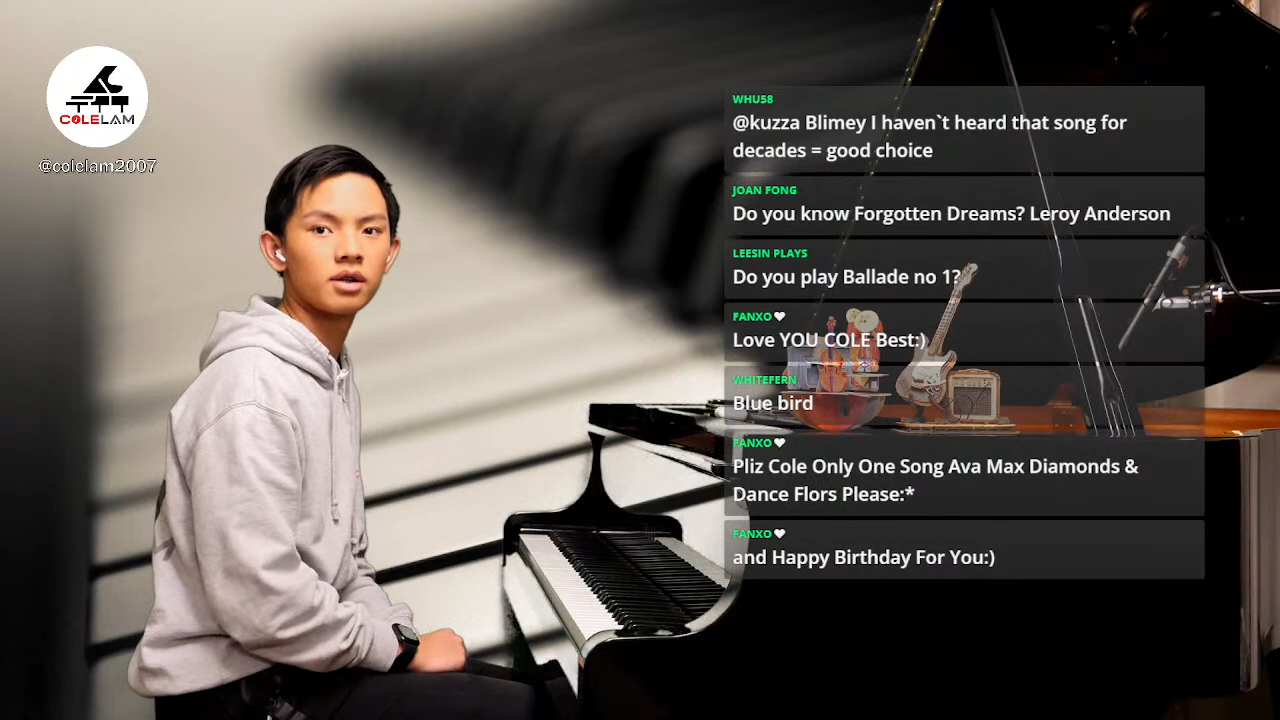 COLELAM
@colelam2007
WHU58
@kuzza Blimey I haven`t heard that song for
decades = good choice
JOAN FONG
Do you know Forgotten Dreams? Leroy Anderson
LEESIN PLAYS
Do you play Ballade no 1?
FANXO🤍
Love YOU COLE Best:)
WHITEFERN
Blue bird
FANXO🤍
Pliz Cole Only One Song Ava Max Diamonds &
Dance Flors Please:*
FANXO🤍
and Happy Birthday For You:)